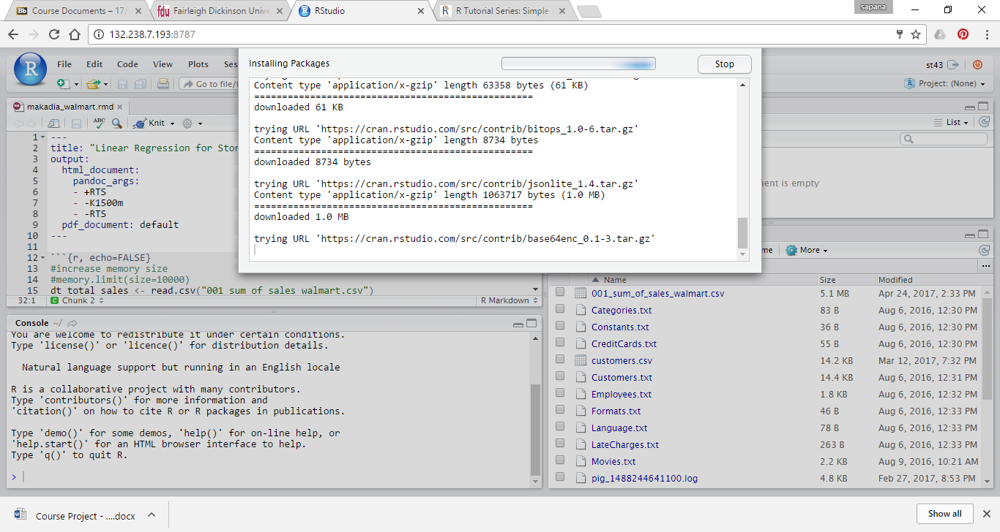 Course Documents – 17/
Fairleigh Dickinson Unive
RStudio
R Tutorial Series: Simple
sapana
132.238.7.193:8787
File Edit Code View Plots Ses
st43
Go to file/f
Project: (None)
Installing Packages
Stop
Content type 'application/x-gzip' length 63358 bytes (61 KB)
==================================================
downloaded 61 KB
trying URL 'https://cran.rstudio.com/src/contrib/bitops_1.0-6.tar.gz'
Content type 'application/x-gzip' length 8734 bytes
==================================================
downloaded 8734 bytes
trying URL 'https://cran.rstudio.com/src/contrib/jsonlite_1.4.tar.gz'
Content type 'application/x-gzip' length 1063717 bytes (1.0 MB)
==================================================
downloaded 1.0 MB
trying URL 'https://cran.rstudio.com/src/contrib/base64enc_0.1-3.tar.gz'
makadia_walmart.rmd
ABC
Knit
1 ---
2 title: "Linear Regression for Stor
3 output:
4 html_document:
5 pandoc_args:
6 - +RTS
7 - -K1500m
8 - -RTS
9 pdf_document: default
10 ---
11
12 ```{r, echo=FALSE}
13 #increase memory size
14 #memory.limit(size=10000)
15 dt_total_sales <- read.csv("001_sum_of_sales_walmart.csv")
32:1 Chunk 2 R Markdown
List
ent is empty
me More
Name Size Modified
001_sum_of_sales_walmart.csv 5.1 MB Apr 24, 2017, 2:33 PM
Categories.txt 83 B Aug 6, 2016, 12:30 PM
Constants.txt 36 B Aug 6, 2016, 12:30 PM
CreditCards.txt 55 B Aug 6, 2016, 12:30 PM
customers.csv 14.2 KB Mar 12, 2017, 7:32 PM
Customers.txt 14.4 KB Aug 6, 2016, 12:31 PM
Employees.txt 1.8 KB Aug 6, 2016, 12:32 PM
Formats.txt 46 B Aug 6, 2016, 12:33 PM
Language.txt 78 B Aug 6, 2016, 12:33 PM
LateCharges.txt 263 B Aug 6, 2016, 12:33 PM
Movies.txt 2.2 KB Aug 9, 2016, 10:21 AM
pig_1488244641100.log 4.8 KB Feb 27, 2017, 8:53 PM
Console ~/
You are welcome to redistribute it under certain conditions.
Type 'license()' or 'licence()' for distribution details.
Natural language support but running in an English locale
R is a collaborative project with many contributors.
Type 'contributors()' for more information and
'citation()' on how to cite R or R packages in publications.
Type 'demo()' for some demos, 'help()' for on-line help, or
'help.start()' for an HTML browser interface to help.
Type 'q()' to quit R.
>
Course Project - ....docx
Show all